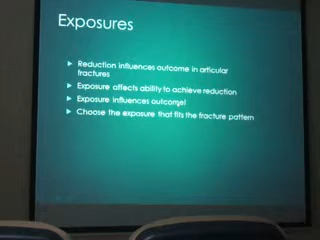 Exposures
Reduction influences outcome in articular
fractures
Exposure affects ability to achieve reduction
Exposure influences outcome!
Choose the exposure that fits the fracture pattern